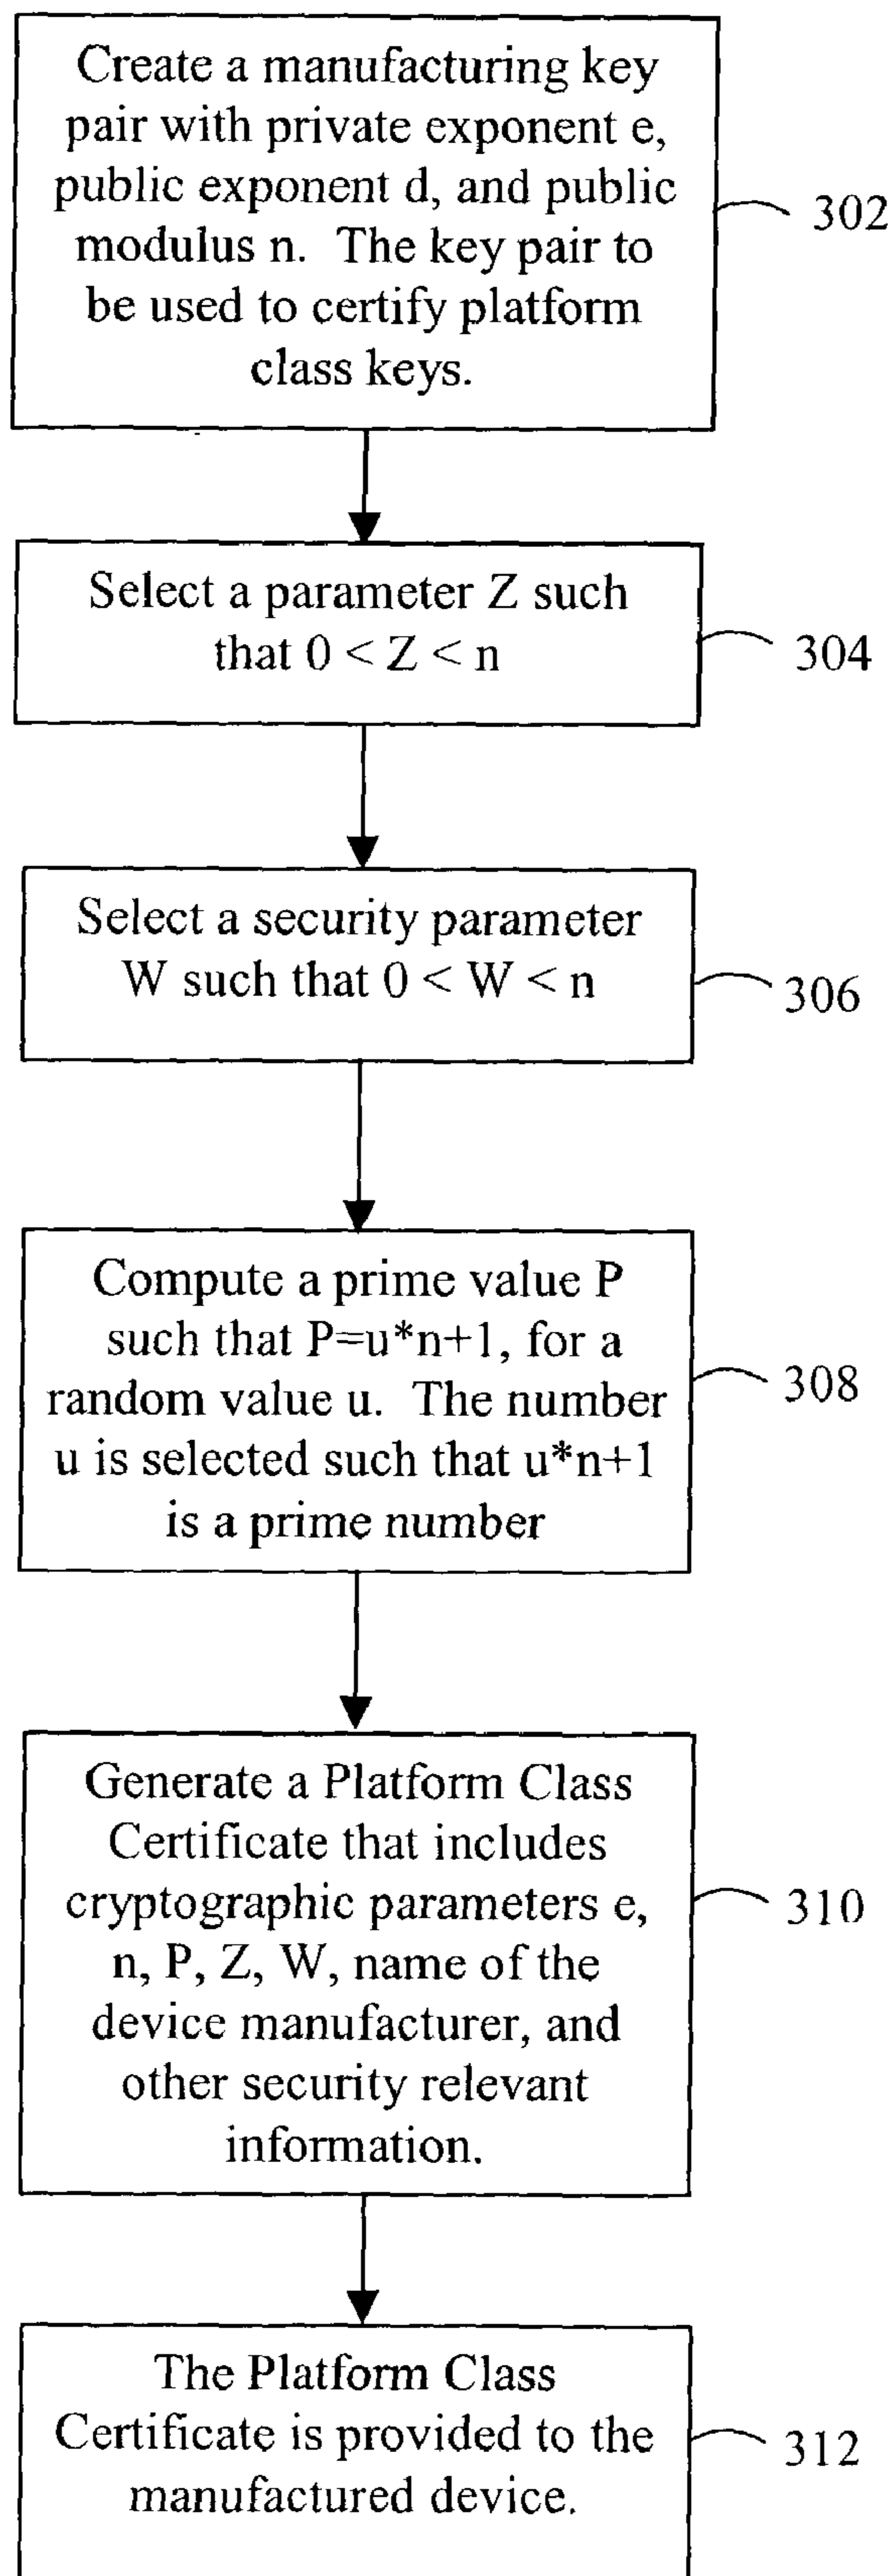 Create a manufacturing key
pair with private exponent e,
public exponent d, and public
modulus n. The key pair to
be used to certify platform
class keys.
302
Select a parameter Z such
that 0 < Z < n
304
Select a security parameter
W such that 0 < W < n
306
Compute a prime value P
such that P=u*n+1, for a
random value u. The number
u is selected such that u*n+1
is a prime number
308
Generate a Platform Class
Certificate that includes
cryptographic parameters e,
n, P, Z, W, name of the
device manufacturer, and
other security relevant
information.
310
The Platform Class
Certificate is provided to the
manufactured device.
312